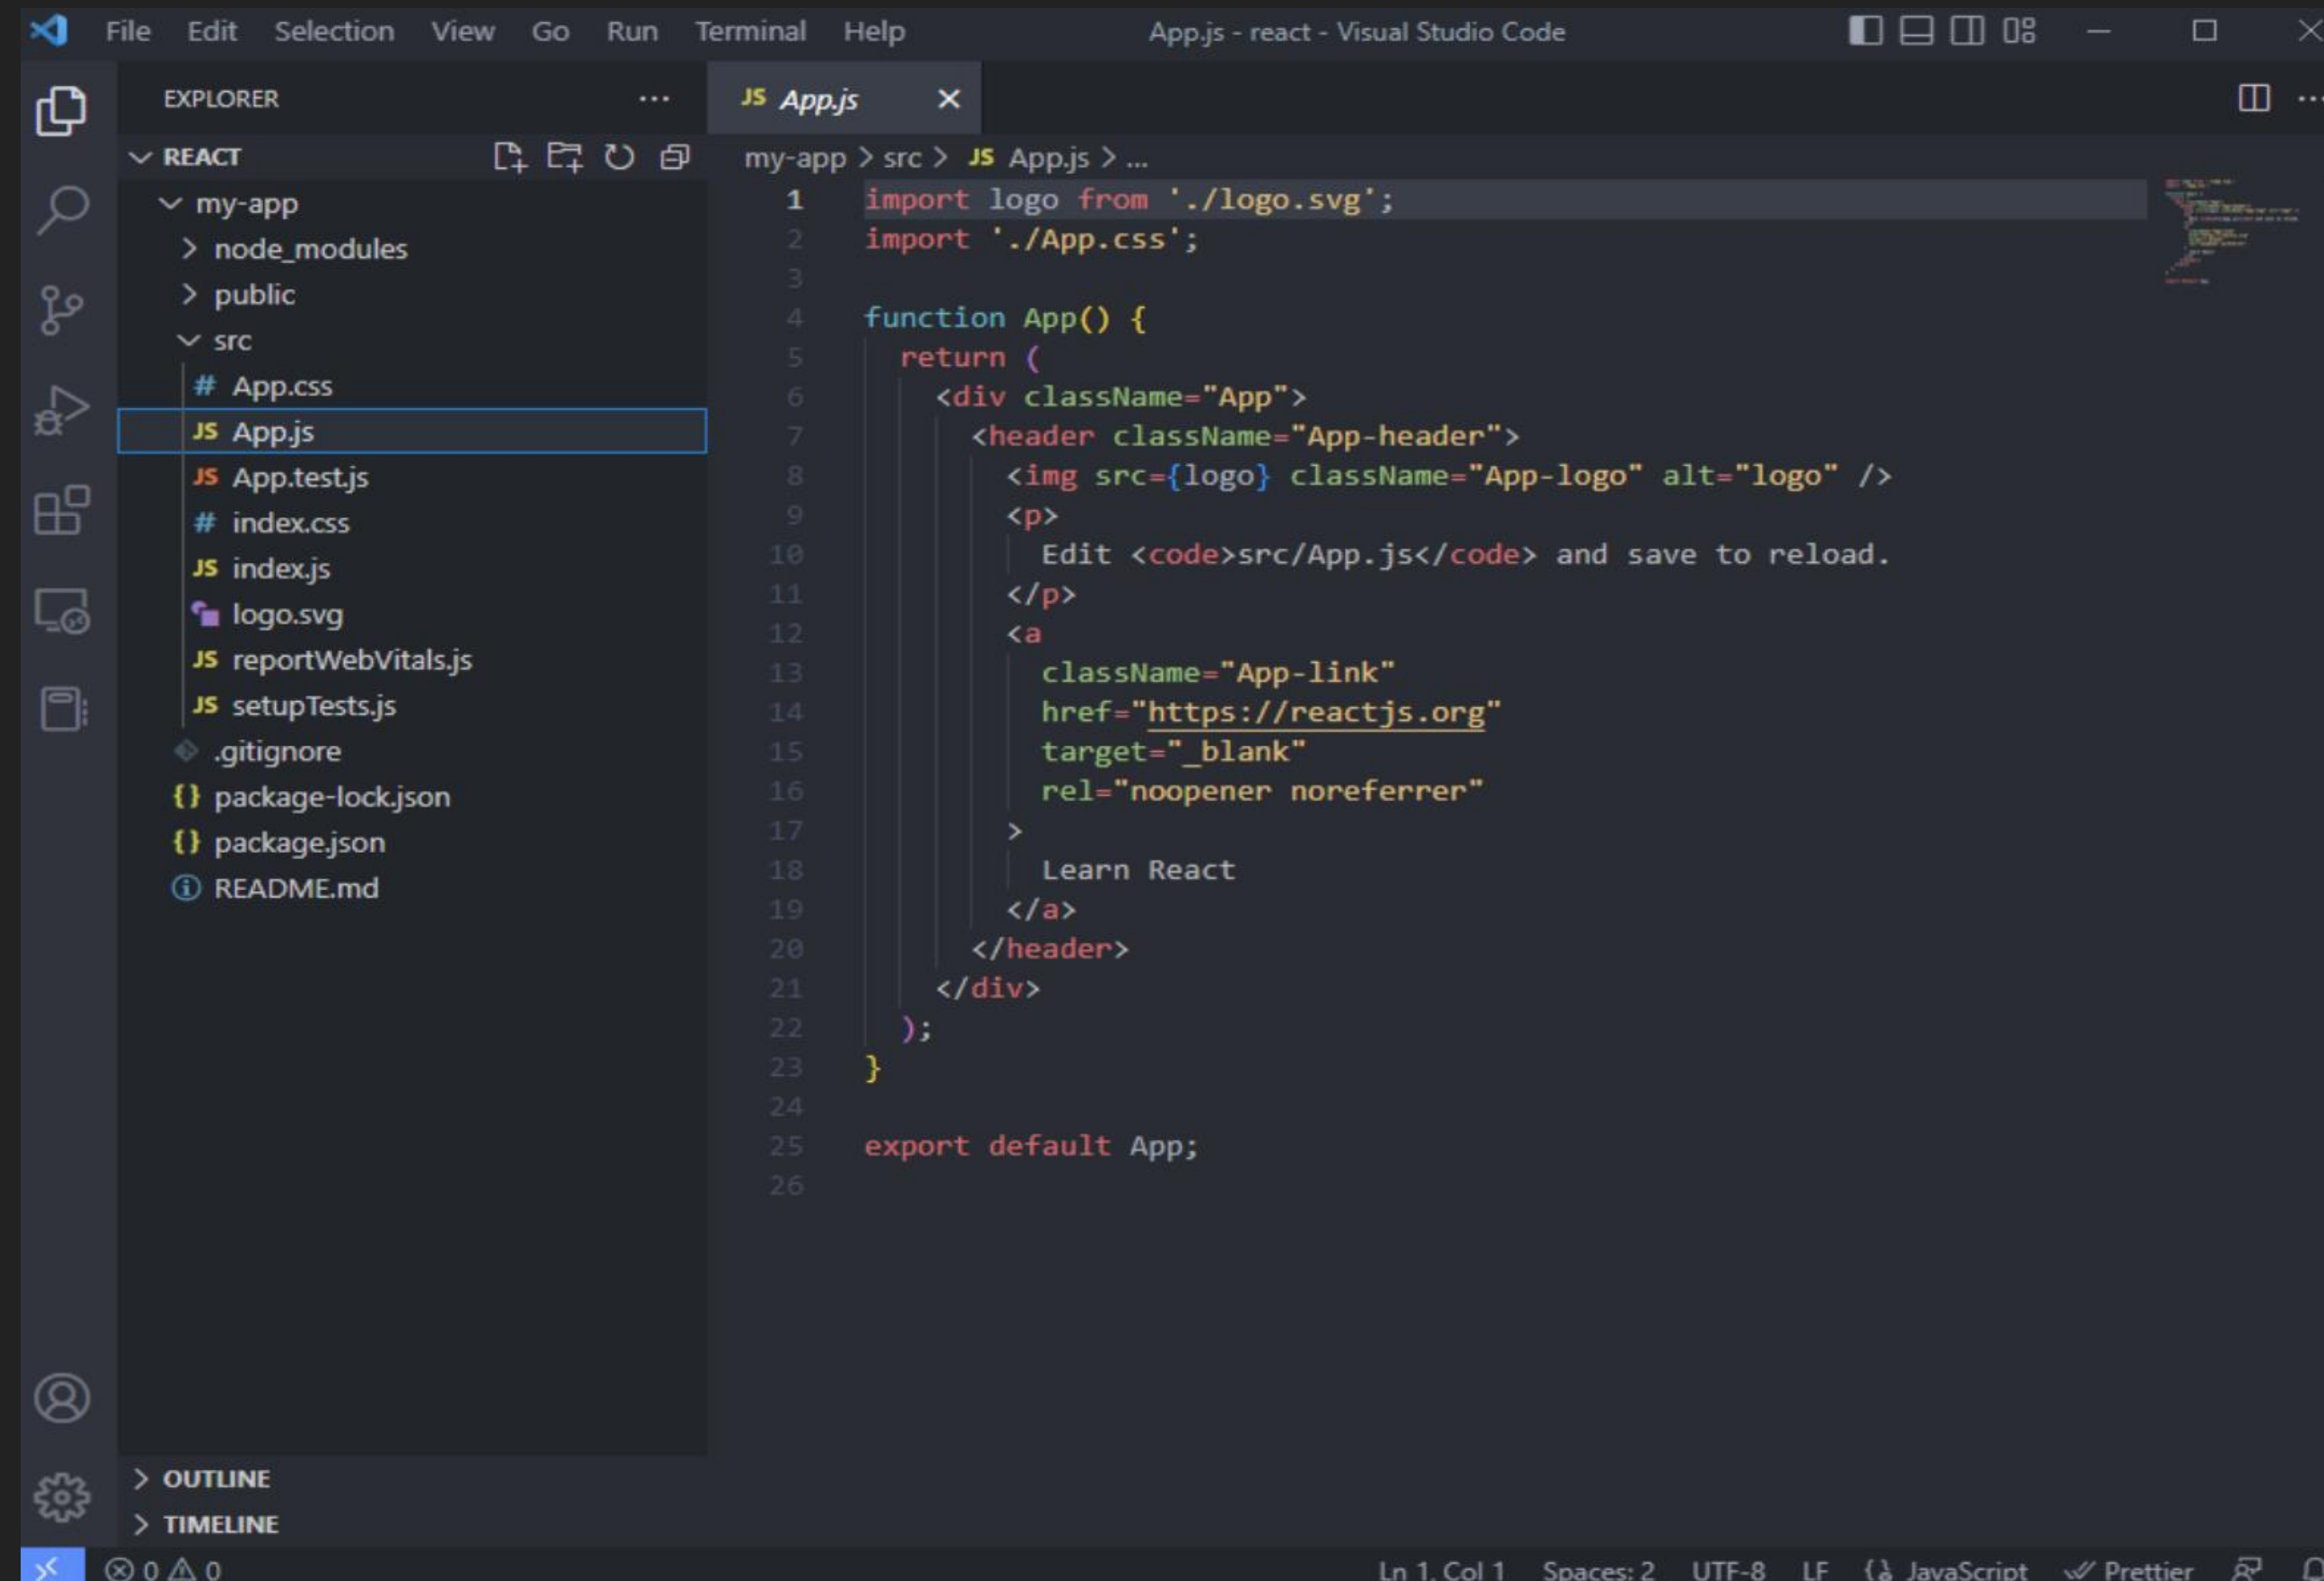 File Edit Selection View Go Run Terminal Help App.js - react - Visual Studio Code
EXPLORER
REACT
my-app
node_modules
public
src
# App.css
JS App.js
JS App.test.js
# index.css
JS index.js
logo.svg
JS reportWebVitals.js
JS setupTests.js
.gitignore
{} package-lock.json
{} package.json
README.md
OUTLINE
TIMELINE
JS App.js
my-app > src > JS App.js > ...
1 import logo from './logo.svg';
2 import './App.css';
3
4 function App() {
5 return (
6 <div className="App">
7 <header className="App-header">
8 <img src={logo} className="App-logo" alt="logo" />
9 <p>
10 Edit <code>src/App.js</code> and save to reload.
11 </p>
12 <a
13 className="App-link"
14 href="https://reactjs.org"
15 target="_blank"
16 rel="noopener noreferrer"
17 >
18 Learn React
19 </a>
20 </header>
21 </div>
22 );
23 }
24
25 export default App;
26
0 0 Ln 1, Col 1 Spaces: 2 UTF-8 LF JavaScript Prettier